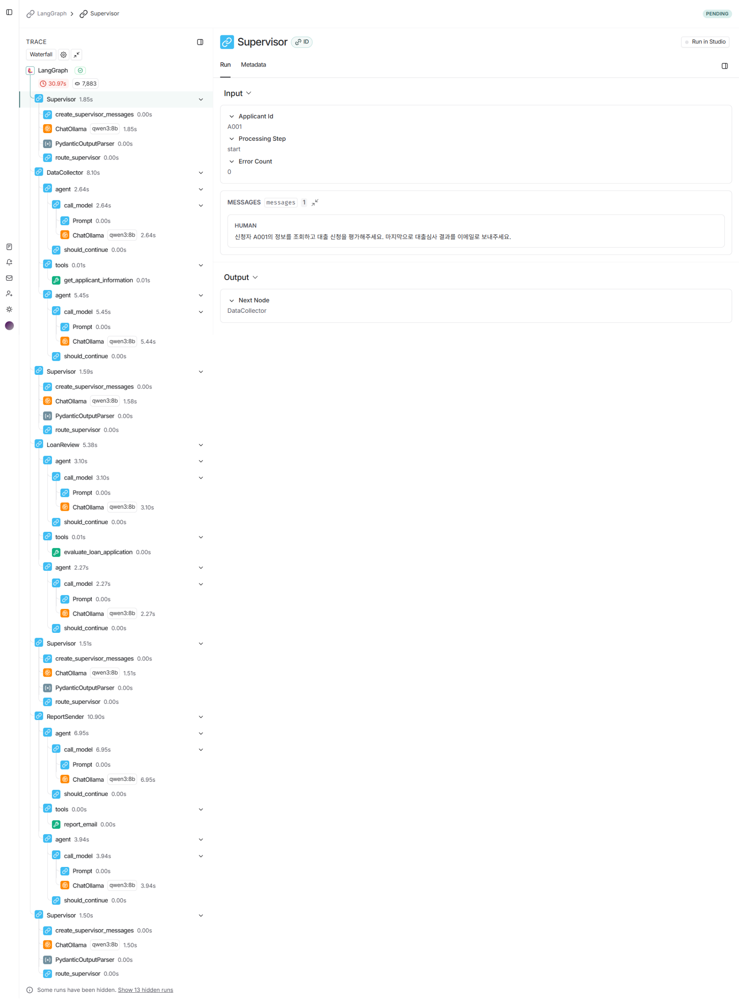 LangGraph
Supervisor
PENDING
TRACE
Waterfall
LangGraph
30.97s
7,883
Supervisor 1.85s
create_supervisor_messages 0.00s
ChatOllama qwen3:8b 1.85s
PydanticOutputParser 0.00s
route_supervisor 0.00s
DataCollector 8.10s
agent 2.64s
call_model 2.64s
Prompt 0.00s
ChatOllama qwen3:8b 2.64s
should_continue 0.00s
tools 0.01s
get_applicant_information 0.01s
agent 5.45s
call_model 5.45s
Prompt 0.00s
ChatOllama qwen3:8b 5.44s
should_continue 0.00s
Supervisor 1.59s
create_supervisor_messages 0.00s
ChatOllama qwen3:8b 1.58s
PydanticOutputParser 0.00s
route_supervisor 0.00s
LoanReview 5.38s
agent 3.10s
call_model 3.10s
Prompt 0.00s
ChatOllama qwen3:8b 3.10s
should_continue 0.00s
tools 0.01s
evaluate_loan_application 0.00s
agent 2.27s
call_model 2.27s
Prompt 0.00s
ChatOllama qwen3:8b 2.27s
should_continue 0.00s
Supervisor 1.51s
create_supervisor_messages 0.00s
ChatOllama qwen3:8b 1.51s
PydanticOutputParser 0.00s
route_supervisor 0.00s
ReportSender 10.90s
agent 6.95s
call_model 6.95s
Prompt 0.00s
ChatOllama qwen3:8b 6.95s
should_continue 0.00s
tools 0.00s
report_email 0.00s
agent 3.94s
call_model 3.94s
Prompt 0.00s
ChatOllama qwen3:8b 3.94s
should_continue 0.00s
Supervisor 1.50s
create_supervisor_messages 0.00s
ChatOllama qwen3:8b 1.50s
PydanticOutputParser 0.00s
route_supervisor 0.00s
Some runs have been hidden. Show 13 hidden runs
Supervisor ID
Run in Studio
Run Metadata
Input
Applicant Id
A001
Processing Step
start
Error Count
0
MESSAGES messages 1
HUMAN
신청자 A001의 정보를 조회하고 대출 신청을 평가해주세요. 마지막으로 대출심사 결과를 이메일로 보내주세요.
Output
Next Node
DataCollector